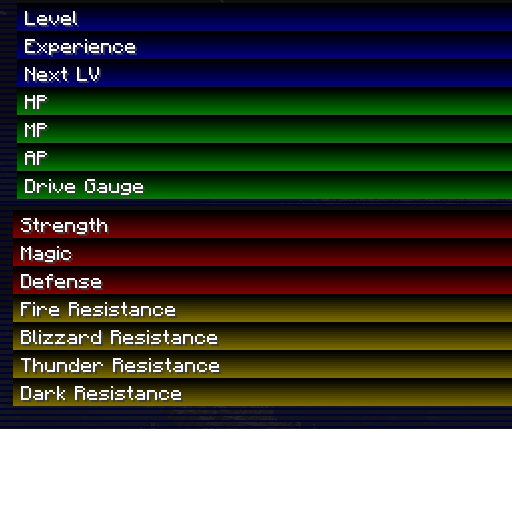 Level
Experience
Next LV
HP
MP
AP
Drive Gauge
Strength
Magic
Defense
Fire Resistance
Blizzard Resistance
Thunder Resistance
Dark Resistance